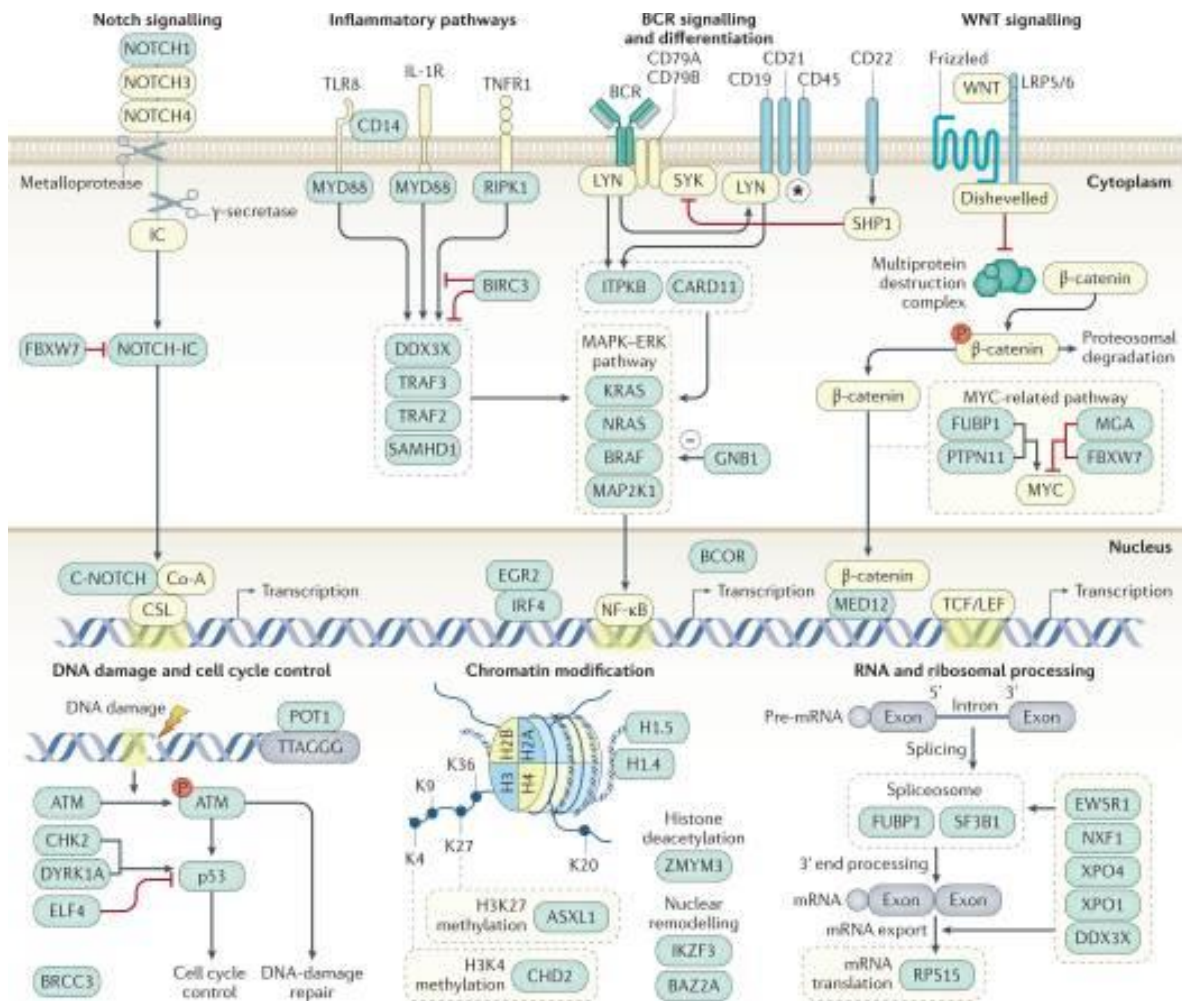 Notch signalling
NOTCH1
NOTCH3
NOTCH4
Metalloprotease
γ-secretase
IC
FBXW7
NOTCH-IC
C-NOTCH
Co-A
CSL
Transcription
Inflammatory pathways
TLR8
IL-1R
TNFR1
CD14
MYD88
MYD88
RIPK1
BIRC3
DDX3X
TRAF3
TRAF2
SAMHD1
BCR signalling
and differentiation
CD79A
CD79B
BCR
CD21
CD19
CD45
CD22
LYN
SYK
LYN
*
SHP1
ITPKB
CARD11
MAPK–ERK
pathway
KRAS
NRAS
BRAF
MAP2K1
−
GNB1
EGR2
IRF4
NF-κB
BCOR
Transcription
WNT signalling
Frizzled
WNT
LRP5/6
Cytoplasm
Dishevelled
Multiprotein
destruction
complex
β-catenin
P
β-catenin
Proteosomal
degradation
β-catenin
MYC-related pathway
FUBP1
MGA
PTPN11
FBXW7
MYC
Nucleus
β-catenin
MED12
TCF/LEF
Transcription
DNA damage and cell cycle control
DNA damage
POT1
TTAGGG
ATM
P
ATM
CHK2
DYRK1A
p53
ELF4
BRCC3
Cell cycle
control
DNA-damage
repair
Chromatin modification
H2B
H2A
H3
H4
H1.5
H1.4
K36
K9
K4
K27
K20
Histone
deacetylation
ZMYM3
Nuclear
remodelling
IKZF3
BAZ2A
H3K27
methylation
ASXL1
H3K4
methylation
CHD2
RNA and ribosomal processing
5'
3'
Intron
Pre-mRNA
Exon
Exon
Splicing
Spliceosome
FUBP1
SF3B1
EWSR1
NXF1
XPO4
XPO1
DDX3X
3' end processing
mRNA
Exon
Exon
mRNA export
mRNA
translation
RPS15